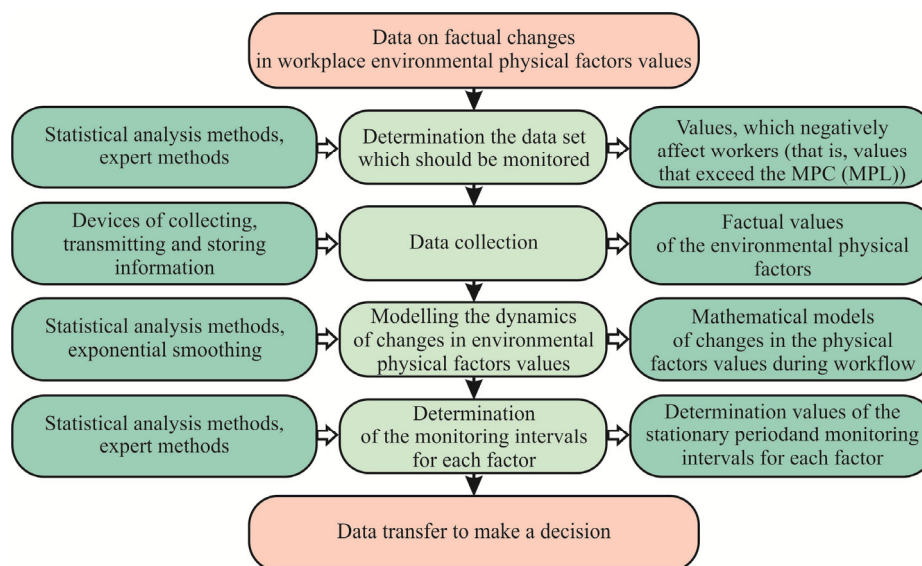 Data on factual changes
in workplace environmental physical factors values
Statistical analysis methods,
expert methods
Determination the data set
which should be monitored
Values, which negatively
affect workers (that is, values
that exceed the MPC (MPL))
Devices of collecting,
transmitting and storing
information
Data collection
Factual values
of the environmental physical
factors
Statistical analysis methods,
exponential smoothing
Modelling the dynamics
of changes in environmental
physical factors values
Mathematical models
of changes in the physical
factors values during workflow
Statistical analysis methods,
expert methods
Determination
of the monitoring intervals
for each factor
Determination values of the
stationary periodand monitoring
intervals for each factor
Data transfer to make a decision